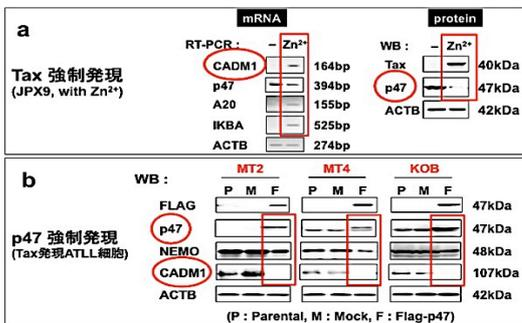 a
mRNA
protein
RT-PCR : − Zn²⁺
WB : − Zn²⁺
Tax 強制発現
(JPX9, with Zn²⁺)
CADM1 164bp
p47 394bp
A20 155bp
IKBA 525bp
ACTB 274bp
Tax 40kDa
p47 47kDa
ACTB 42kDa
b
MT2 MT4 KOB
WB : P M F P M F P M F
p47 強制発現
(Tax発現ATLL細胞)
FLAG 47kDa
p47 47kDa
NEMO 48kDa
CADM1 107kDa
ACTB 42kDa
(P : Parental, M : Mock, F : Flag-p47)